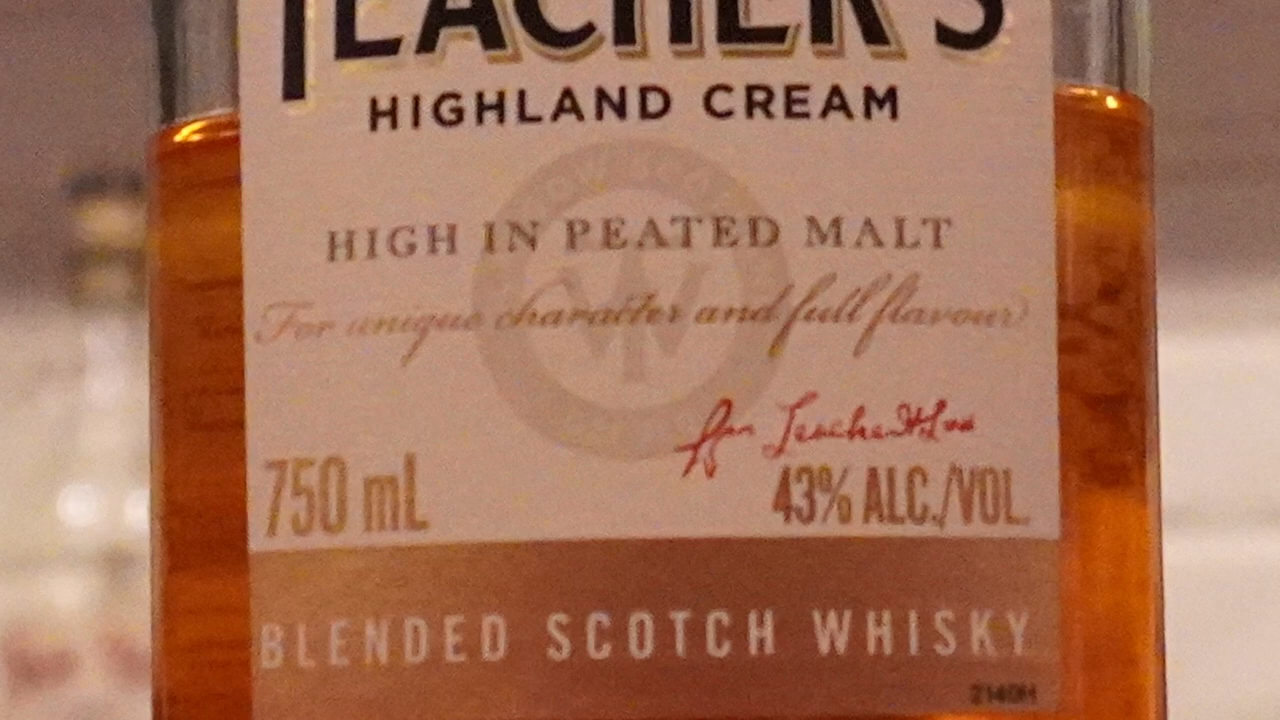 TEACHER'S
HIGHLAND CREAM
HIGH IN PEATED MALT
For unique character and full flavour
750 mL
43% ALC./VOL.
BLENDED SCOTCH WHISKY